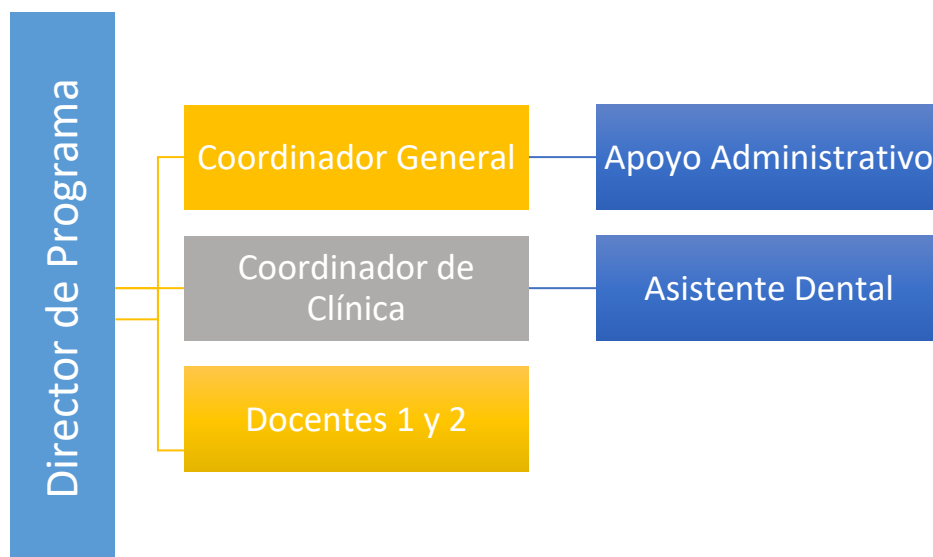 Director de Programa
Coordinador General
Apoyo Administrativo
Coordinador de
Clínica
Asistente Dental
Docentes 1 y 2